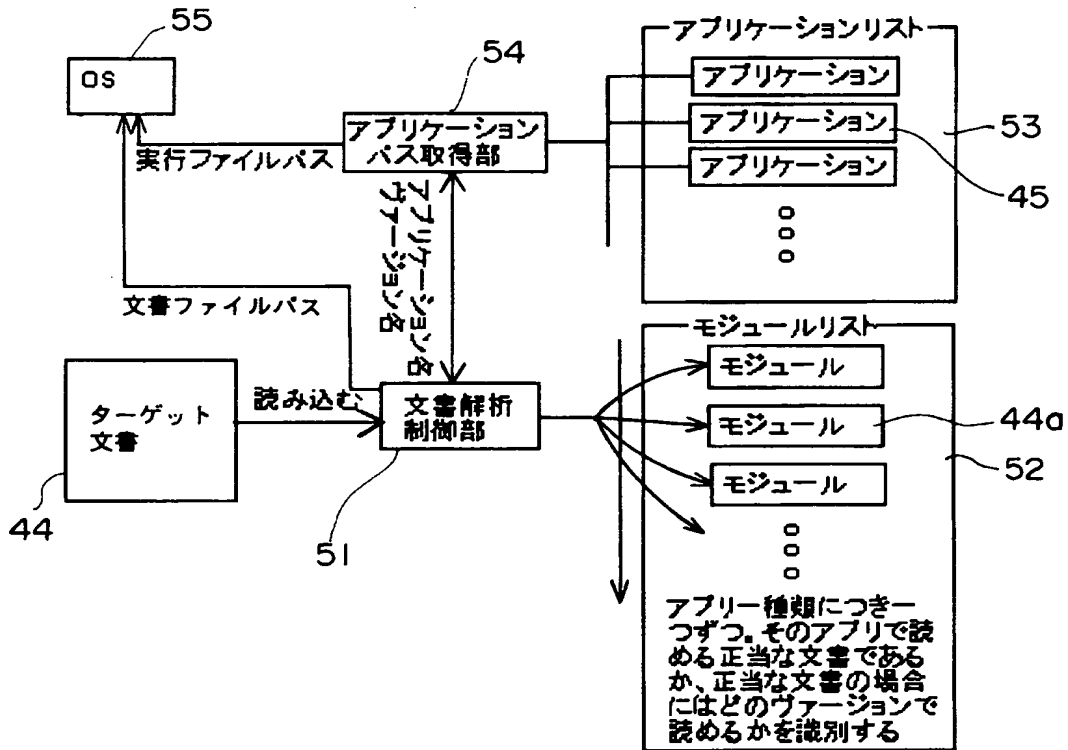 55
OS
54
アプリケーション
パス取得部
実行ファイルパス
アプリケーション名
ヴァージョン名
文書ファイルパス
アプリケーションリスト
アプリケーション
アプリケーション
アプリケーション
53
45
ターゲット
文書
44
読み込む
文書解析
制御部
51
モジュールリスト
モジュール
モジュール
モジュール
44a
52
アプリ一種類につき一
つずつ。そのアプリで読
める正当な文書である
か、正当な文書の場合
にはどのヴァージョンで
読めるかを識別する